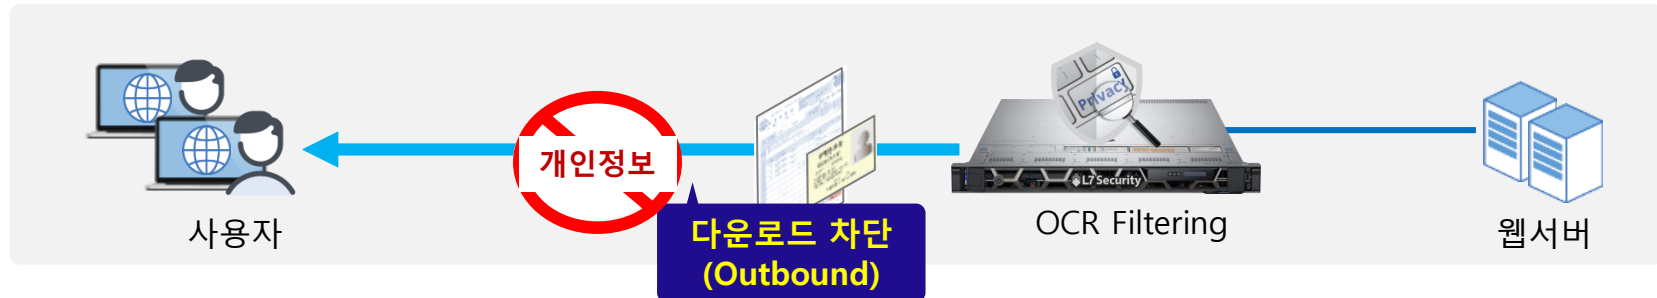 개인정보
Privacy
L7 Security
사용자
다운로드 차단
(Outbound)
OCR Filtering
웹서버